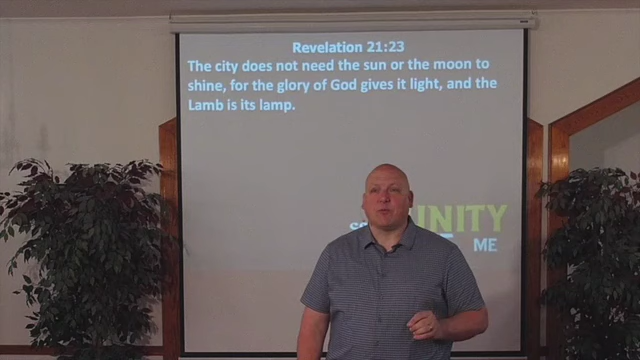 Revelation 21:23
The city does not need the sun or the moon to
shine, for the glory of God gives it light, and the
Lamb is its lamp.
ME